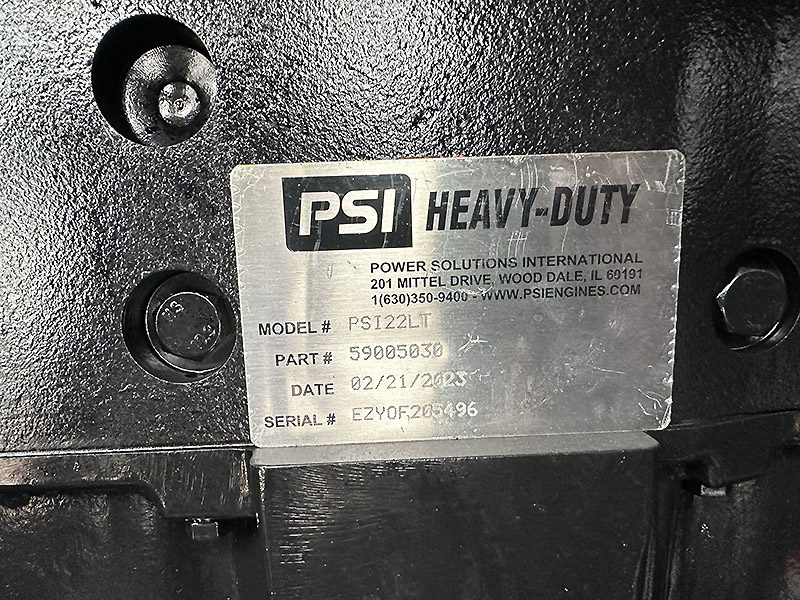 PSI HEAVY-DUTY
POWER SOLUTIONS INTERNATIONAL
201 MITTEL DRIVE, WOOD DALE, IL 60191
1(630)350-9400 - WWW.PSIENGINES.COM
MODEL # PSI22LT
PART # 59005030
DATE 02/21/2023
SERIAL # EZYOF205496